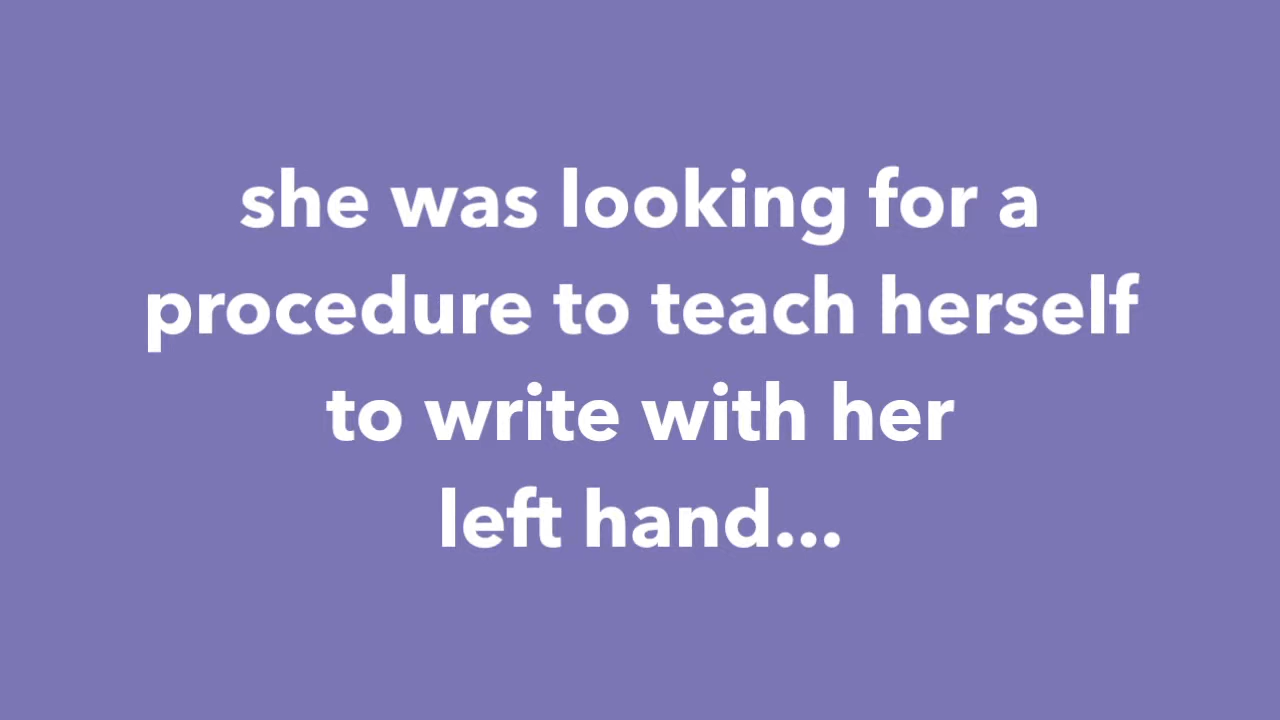 she was looking for a
procedure to teach herself
to write with her
left hand...